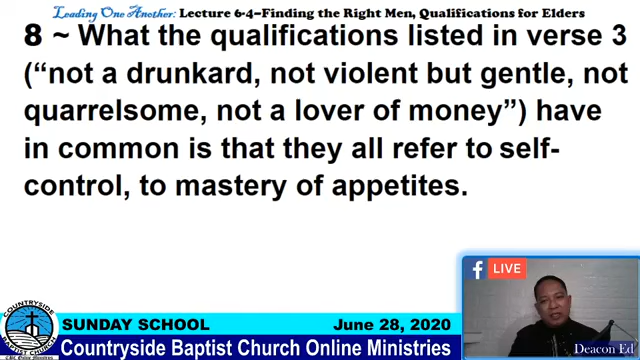 Leading One Another: Lecture 6-4–Finding the Right Men, Qualifications for Elders
8 ~ What the qualifications listed in verse 3
(“not a drunkard, not violent but gentle, not
quarrelsome, not a lover of money”) have
in common is that they all refer to self-
control, to mastery of appetites.
f LIVE
Deacon Ed
COUNTRYSIDE
BAPTIST CHURCH
SUNDAY SCHOOL June 28, 2020
Countryside Baptist Church Online Ministries